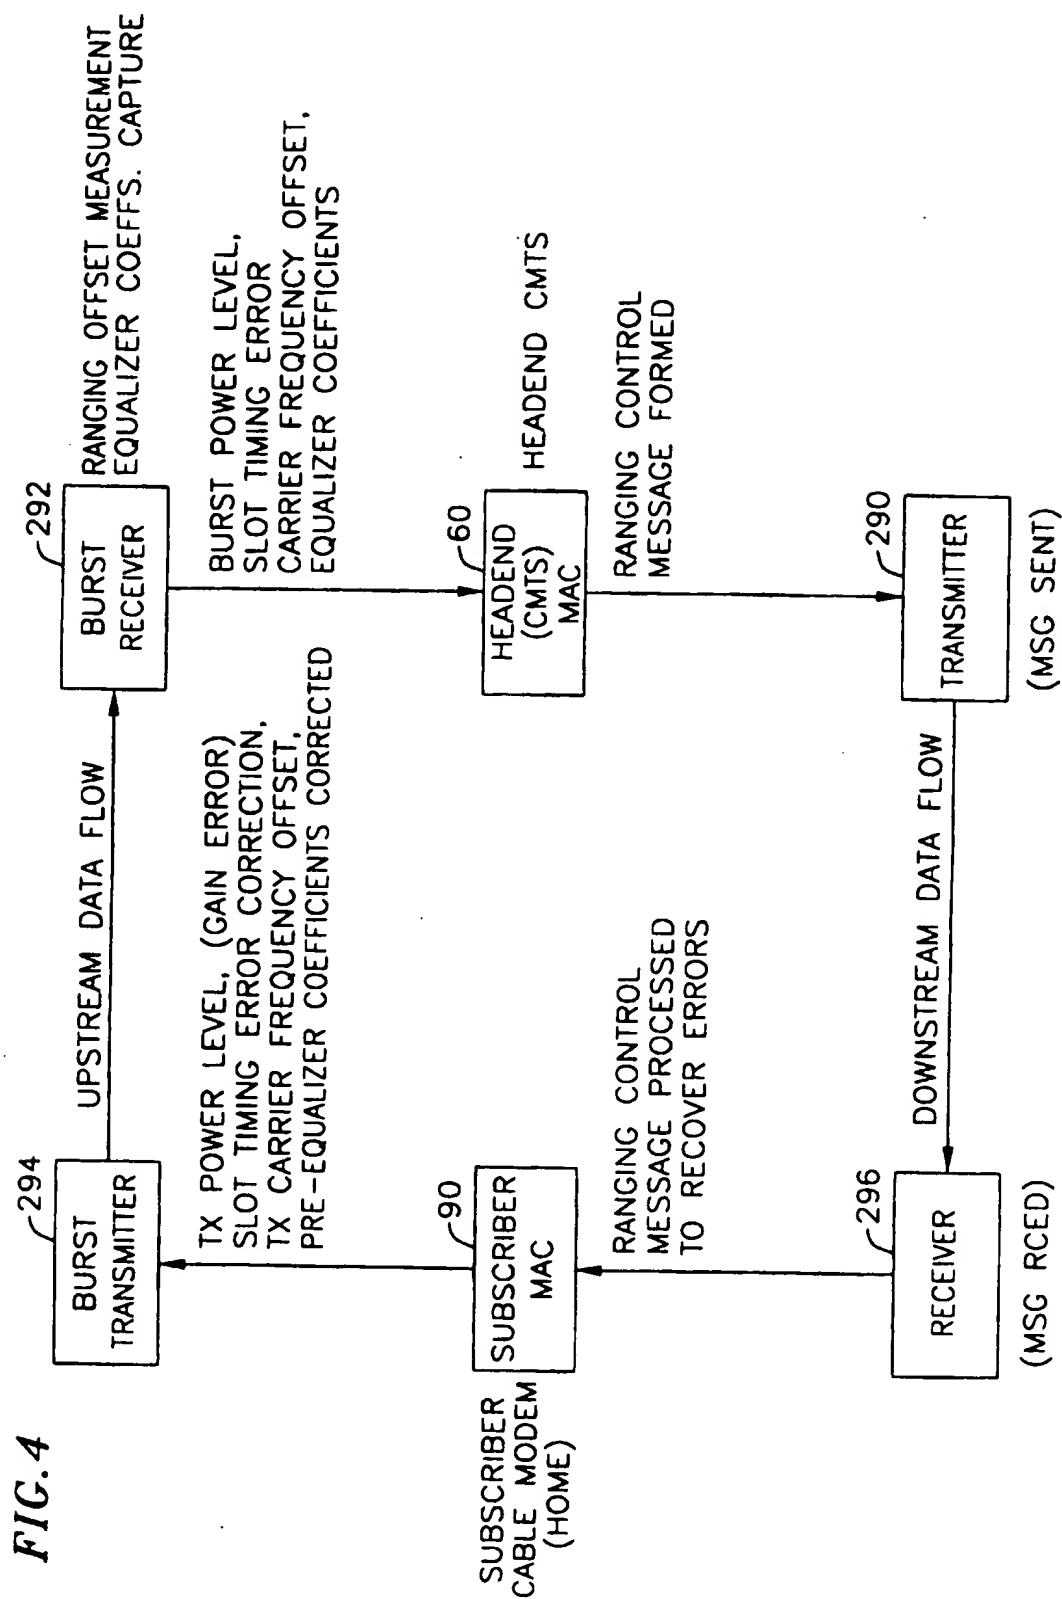 FIG. 4
294
BURST
TRANSMITTER
UPSTREAM DATA FLOW
292
BURST
RECEIVER
RANGING OFFSET MEASUREMENT
EQUALIZER COEFFS. CAPTURE
TX POWER LEVEL, (GAIN ERROR)
SLOT TIMING ERROR CORRECTION,
TX CARRIER FREQUENCY OFFSET,
PRE-EQUALIZER COEFFICIENTS CORRECTED
BURST POWER LEVEL,
SLOT TIMING ERROR
CARRIER FREQUENCY OFFSET,
EQUALIZER COEFFICIENTS
SUBSCRIBER
CABLE MODEM
(HOME)
90
SUBSCRIBER
MAC
60
HEADEND
(CMTS)
MAC
HEADEND CMTS
RANGING CONTROL
MESSAGE PROCESSED
TO RECOVER ERRORS
RANGING CONTROL
MESSAGE FORMED
296
RECEIVER
(MSG RCED)
DOWNSTREAM DATA FLOW
290
TRANSMITTER
(MSG SENT)